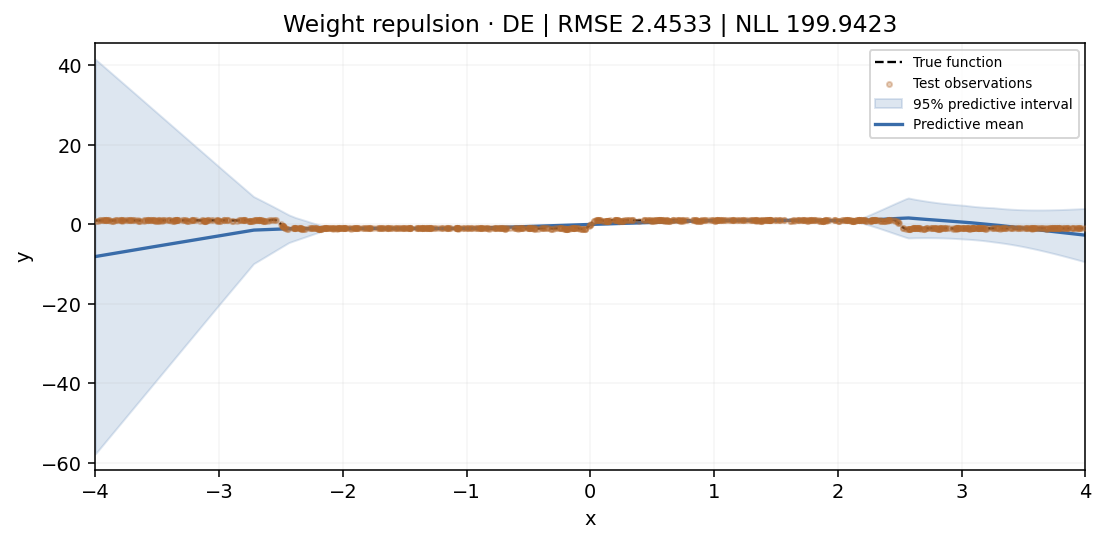 Weight repulsion · DE | RMSE 2.4533 | NLL 199.9423
True function
Test observations
95% predictive interval
Predictive mean
40
20
0
−20
−40
−60
y
−4
−3
−2
−1
0
1
2
3
4
x